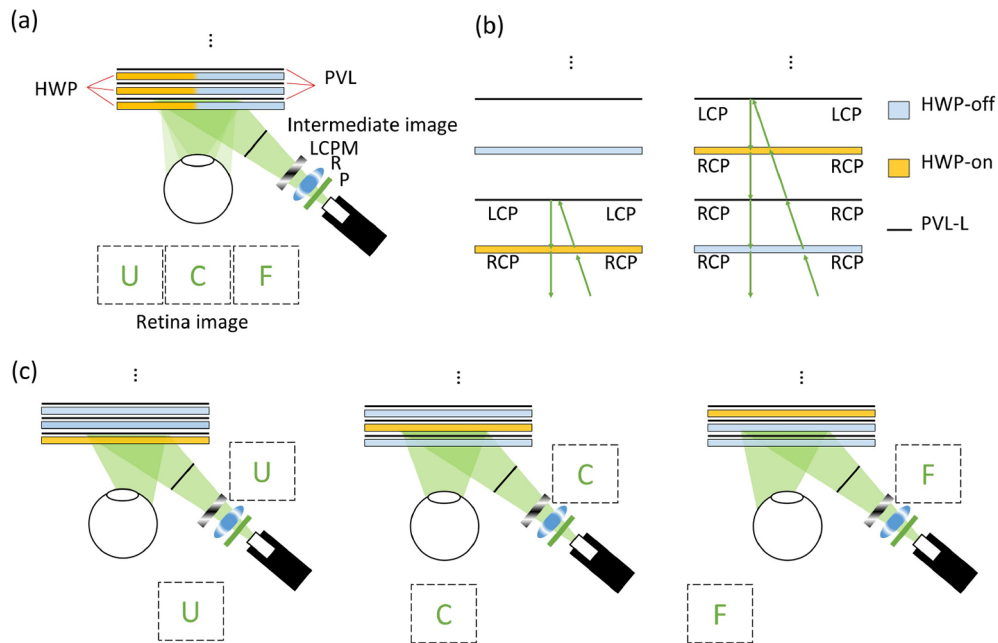 (a)
⋮
HWP
PVL
Intermediate image
LCPM
R
P
U C F
Retina image
(b)
⋮ ⋮
LCP LCP
RCP RCP
LCP LCP
RCP RCP
RCP RCP
RCP RCP
HWP-off
HWP-on
PVL-L
(c)
⋮ ⋮ ⋮
U C F
U C F